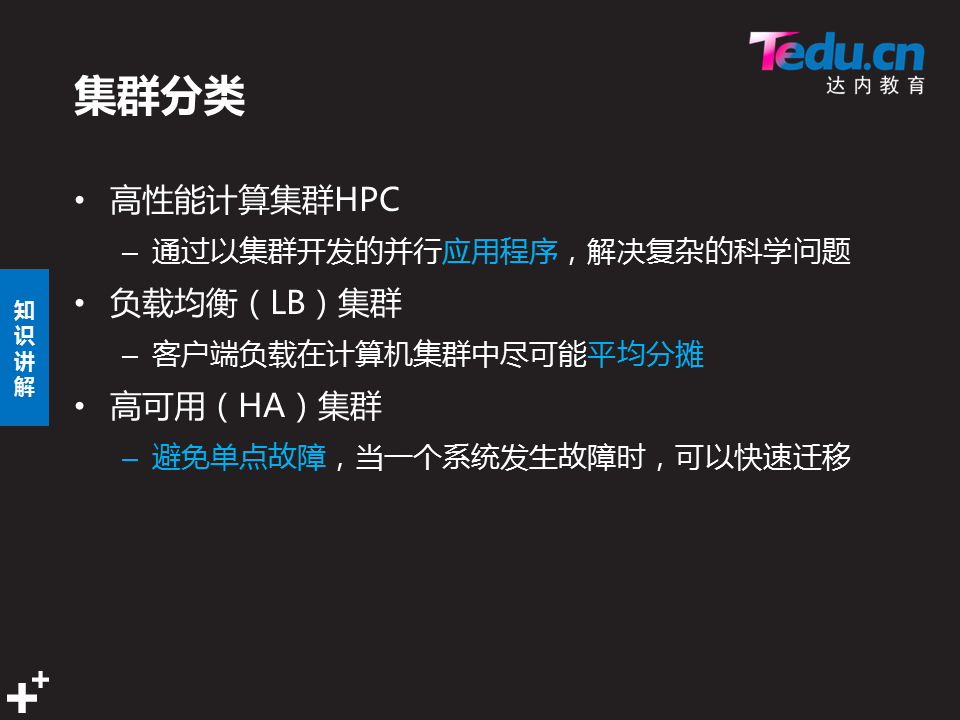 Tedu.cn
达内教育
集群分类
• 高性能计算集群HPC
– 通过以集群开发的并行应用程序，解决复杂的科学问题
• 负载均衡（LB）集群
– 客户端负载在计算机集群中尽可能平均分摊
• 高可用（HA）集群
– 避免单点故障，当一个系统发生故障时，可以快速迁移
知识讲解